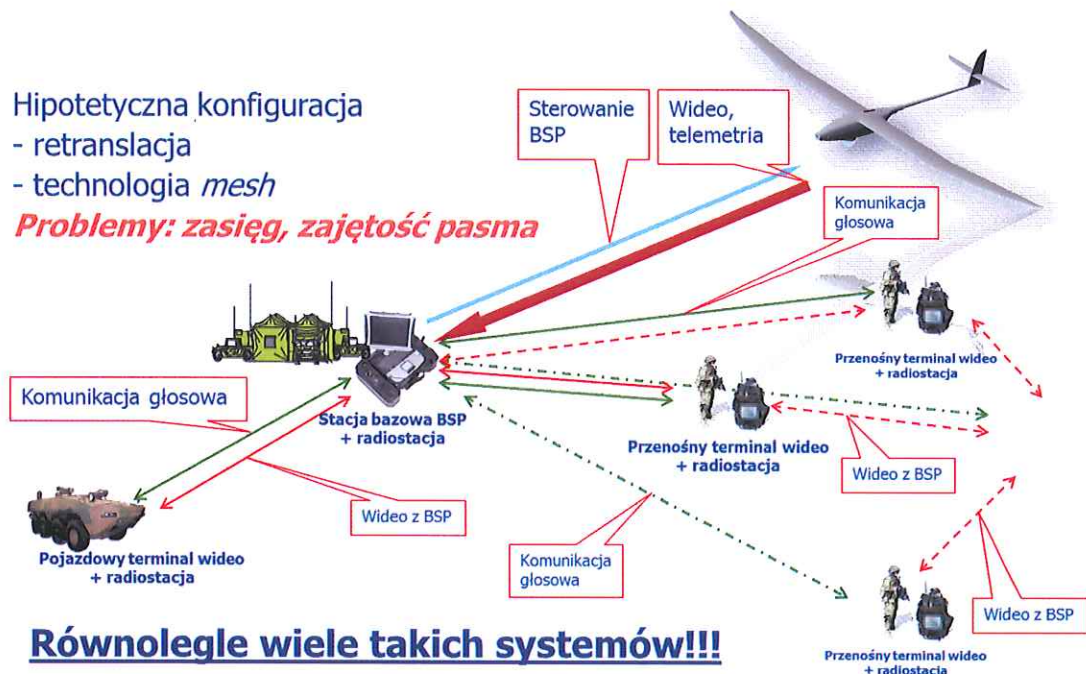 Hipotetyczna konfiguracja
- retranslacja
- technologia mesh
Problemy: zasięg, zajętość pasma
Sterowanie
BSP
Wideo,
telemetria
Komunikacja
głosowa
Przenośny terminal wideo
+ radiostacja
Komunikacja głosowa
Stacja bazowa BSP
+ radiostacja
Przenośny terminal wideo
+ radiostacja
Wideo z BSP
Wideo z BSP
Pojazdowy terminal wideo
+ radiostacja
Komunikacja
głosowa
Wideo z BSP
Równolegle wiele takich systemów!!!
Przenośny terminal wideo
+ radiostacja